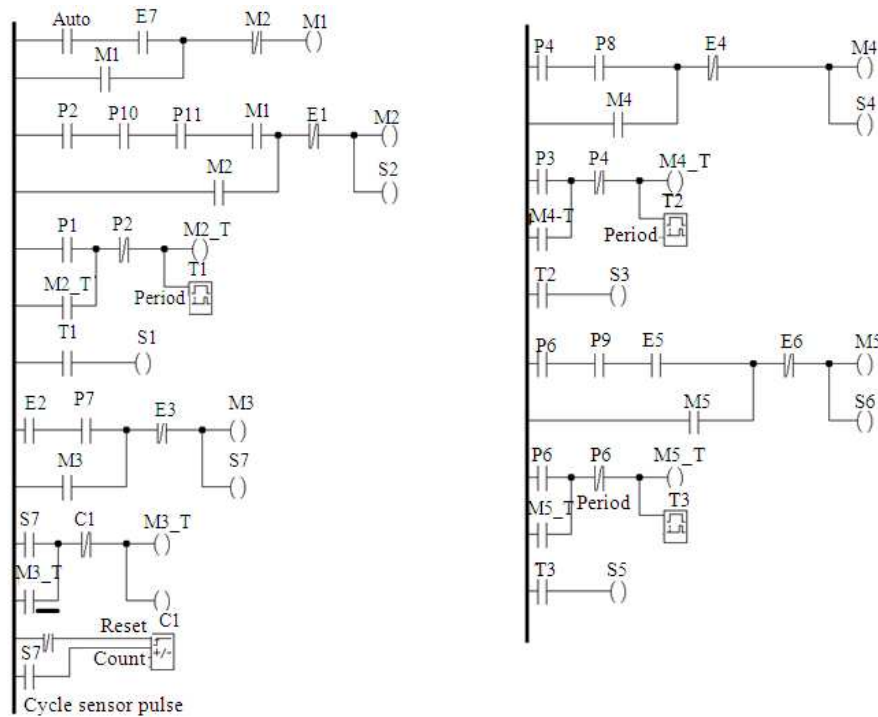 Auto E7 M2 M1
M1
P2 P10 P11 M1 E1 M2
M2 S2
P1 P2 M2_T
T1
M2_T Period
T1 S1
E2 P7 E3 M3
M3 S7
S7 C1 M3_T
M3_T
Reset C1
S7 Count +/-
Cycle sensor pulse
P4 P8 E4 M4
M4 S4
P3 P4 M4_T
M4-T T2
Period
T2 S3
P6 P9 E5 E6 M5
M5 S6
P6 P6 M5_T
M5_T Period T3
T3 S5